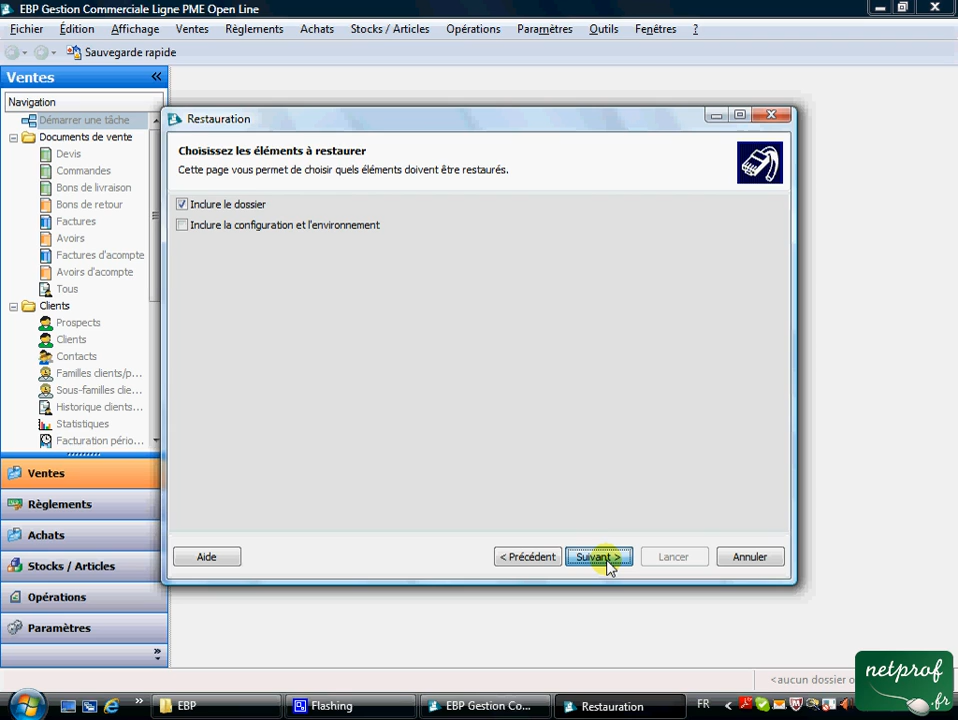 EBP Gestion Commerciale Ligne PME Open Line
Fichier Édition Affichage Ventes Règlements Achats Stocks / Articles Opérations Paramètres Outils Fenêtres ?
Sauvegarde rapide
Ventes «
Navigation
Démarrer une tâche
Documents de vente
Devis
Commandes
Bons de livraison
Bons de retour
Factures
Avoirs
Factures d'acompte
Avoirs d'acompte
Tous
Clients
Prospects
Clients
Contacts
Familles clients/p...
Sous-familles clie...
Historique clients...
Statistiques
Facturation pério...
Ventes
Règlements
Achats
Stocks / Articles
Opérations
Paramètres
»
Restauration
Choisissez les éléments à restaurer
Cette page vous permet de choisir quels éléments doivent être restaurés.
Inclure le dossier
Inclure la configuration et l'environnement
Aide < Précédent Suivant > Lancer Annuler
<aucun dossier o
netprof
.fr
» EBP Flashing EBP Gestion Co... Restauration FR <